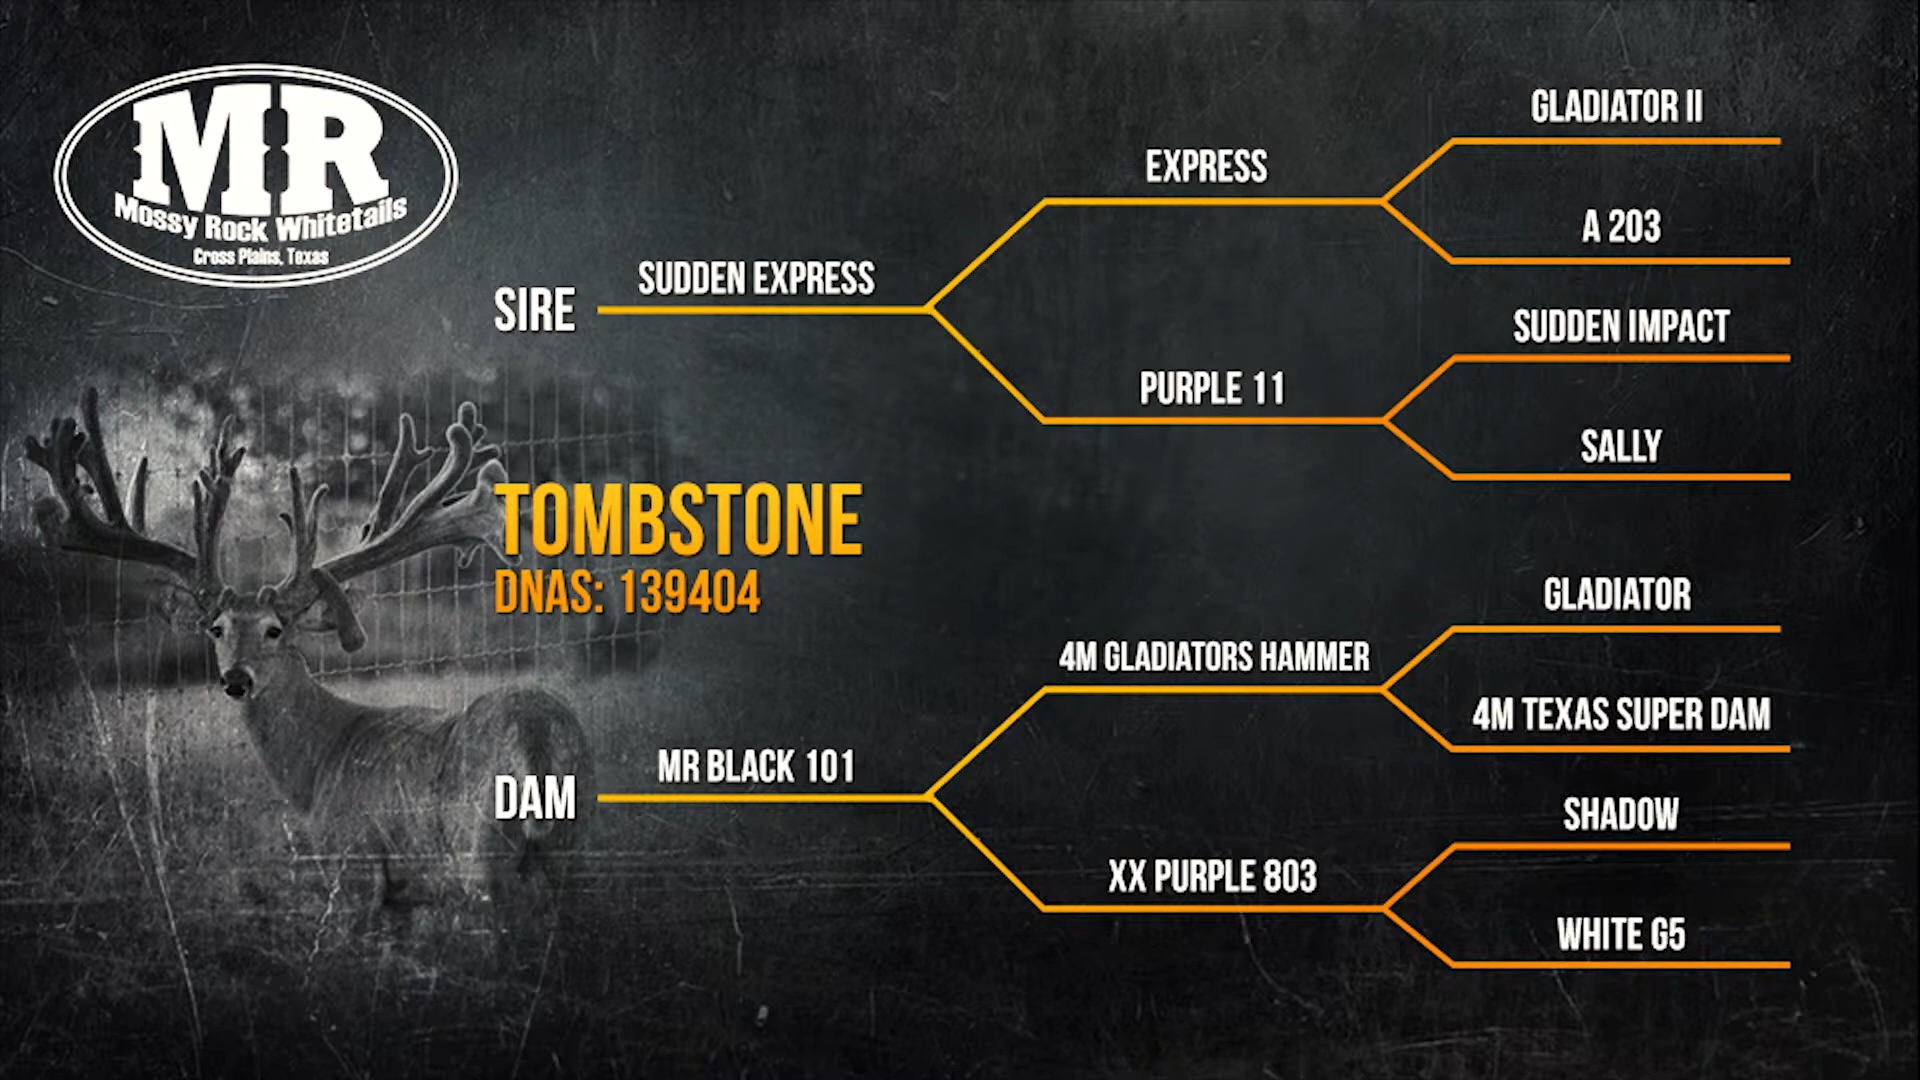 MR
Mossy Rock Whitetails
Cross Plains, Texas
SIRE
SUDDEN EXPRESS
EXPRESS
GLADIATOR II
A 203
PURPLE 11
SUDDEN IMPACT
SALLY
TOMBSTONE
DNAS: 139404
DAM
MR BLACK 101
4M GLADIATORS HAMMER
GLADIATOR
4M TEXAS SUPER DAM
XX PURPLE 803
SHADOW
WHITE G5